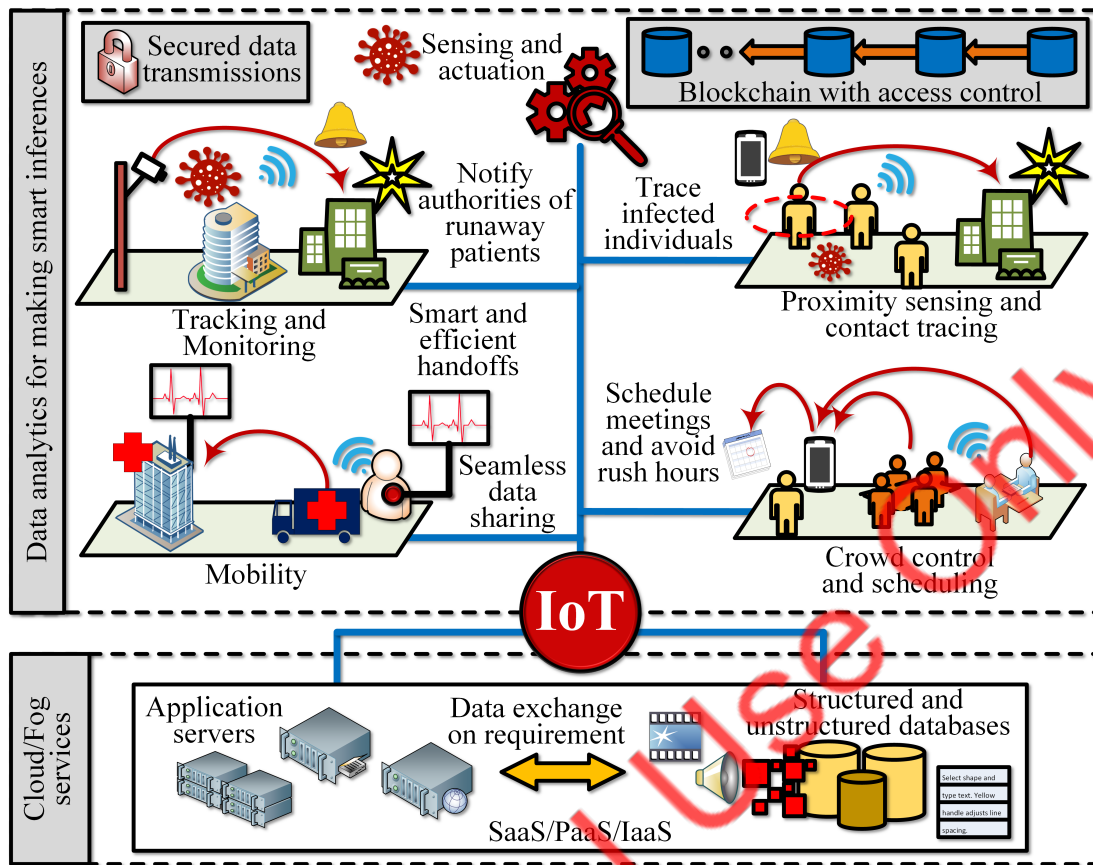 Data analytics for making smart inferences
Secured data
transmissions
Sensing and
actuation
Blockchain with access control
Notify
authorities of
runaway
patients
Trace
infected
individuals
Tracking and
Monitoring
Proximity sensing and
contact tracing
Smart and
efficient
handoffs
Schedule
meetings
and avoid
rush hours
Seamless
data
sharing
Mobility
Crowd control
and scheduling
IoT
Cloud/Fog
services
Application
servers
Data exchange
on requirement
Structured and
unstructured databases
Select shape and
type text. Yellow
handle adjusts line
spacing.
SaaS/PaaS/IaaS
Use Only